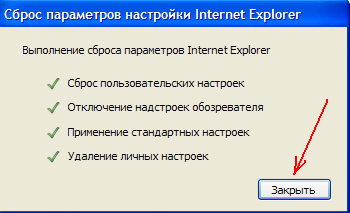 Сброс параметров настройки Internet Explorer
Выполнение сброса параметров Internet Explorer
Сброс пользовательских настроек
Отключение надстроек обозревателя
Применение стандартных настроек
Удаление личных настроек
Закрыть